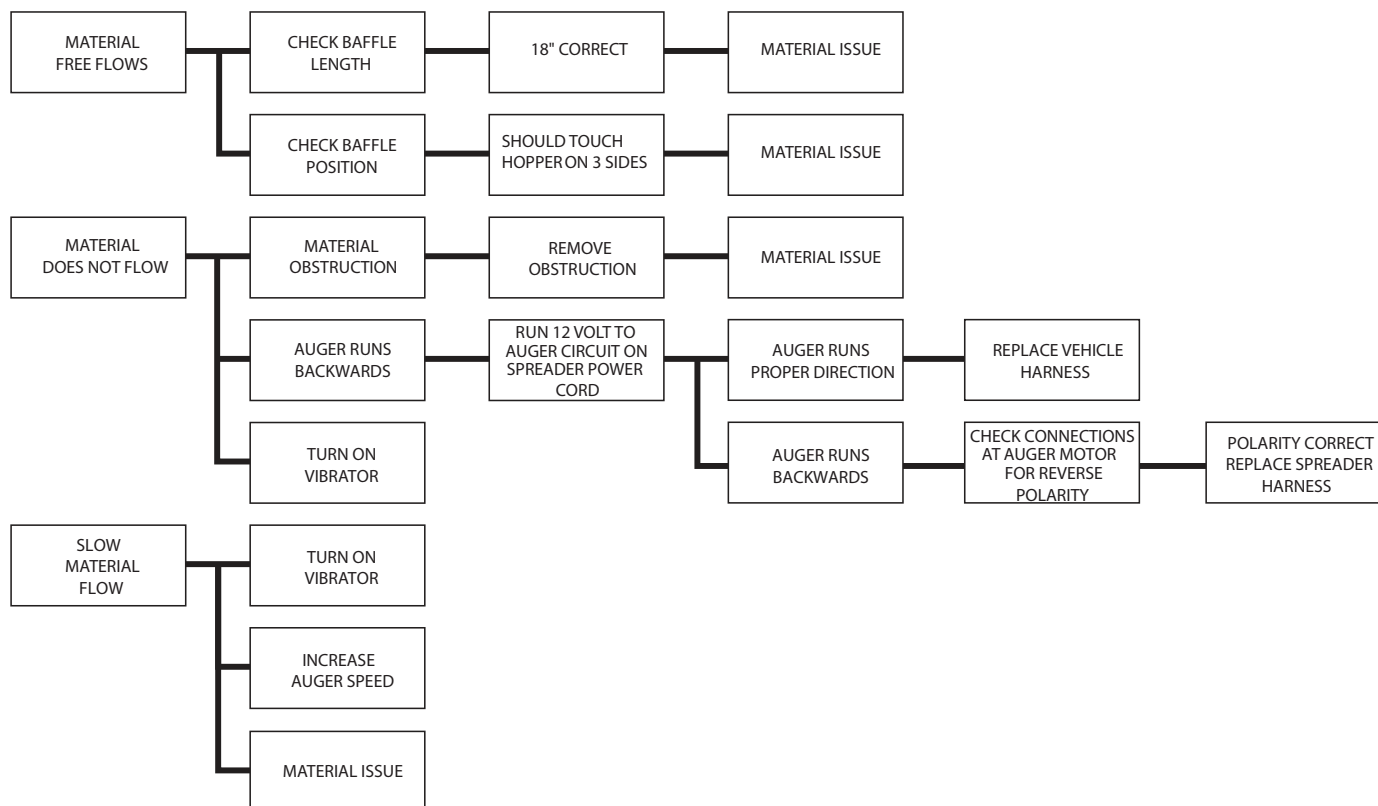 MATERIAL
FREE FLOWS
CHECK BAFFLE
LENGTH
18" CORRECT
MATERIAL ISSUE
CHECK BAFFLE
POSITION
SHOULD TOUCH
HOPPER ON 3 SIDES
MATERIAL ISSUE
MATERIAL
DOES NOT FLOW
MATERIAL
OBSTRUCTION
REMOVE
OBSTRUCTION
MATERIAL ISSUE
AUGER RUNS
BACKWARDS
RUN 12 VOLT TO
AUGER CIRCUIT ON
SPREADER POWER
CORD
AUGER RUNS
PROPER DIRECTION
REPLACE VEHICLE
HARNESS
TURN ON
VIBRATOR
AUGER RUNS
BACKWARDS
CHECK CONNECTIONS
AT AUGER MOTOR
FOR REVERSE
POLARITY
POLARITY CORRECT
REPLACE SPREADER
HARNESS
SLOW
MATERIAL
FLOW
TURN ON
VIBRATOR
INCREASE
AUGER SPEED
MATERIAL ISSUE